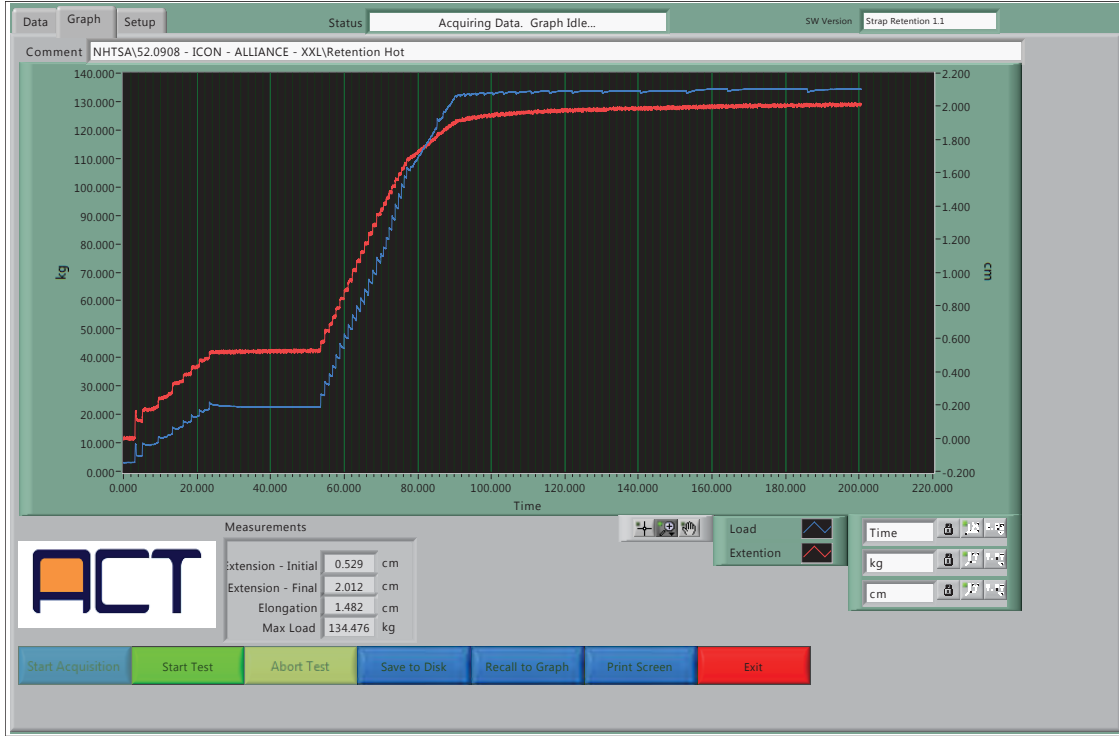 Data Graph Setup
Status Acquiring Data. Graph Idle... SW Version Strap Retention 1.1
Comment NHTSA\52.0908 - ICON - ALLIANCE - XXL\Retention Hot
140.000
130.000
120.000
110.000
100.000
90.000
80.000
70.000
60.000
50.000
40.000
30.000
20.000
10.000
0.000
kg
2.200
2.000
1.800
1.600
1.400
1.200
1.000
0.800
0.600
0.400
0.200
0.000
-0.200
cm
0.000 20.000 40.000 60.000 80.000 100.000 120.000 140.000 160.000 180.000 200.000 220.000
Time
Measurements
Extension - Initial 0.529 cm
Extension - Final 2.012 cm
Elongation 1.482 cm
Max Load 134.476 kg
ACT
Load
Extention
Time
kg
cm
Start Acquisition Start Test Abort Test Save to Disk Recall to Graph Print Screen Exit